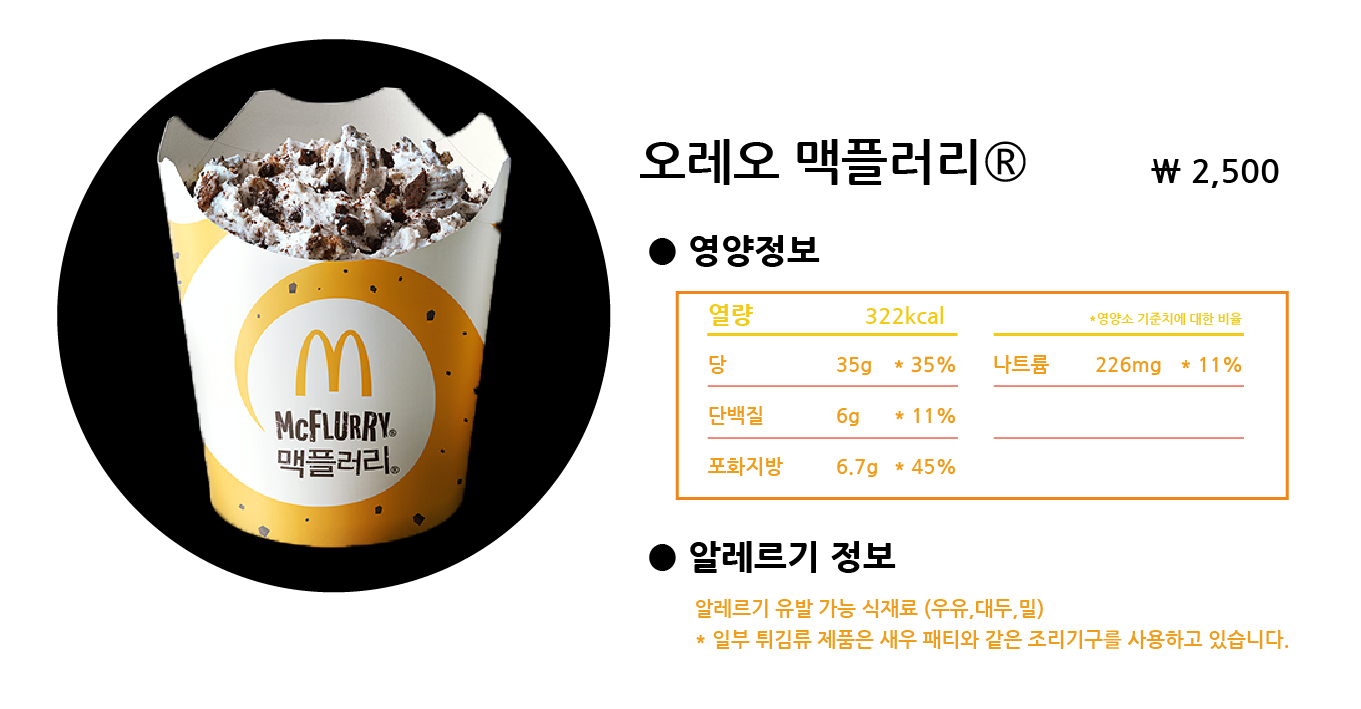 오레오 맥플러리®
₩ 2,500
● 영양정보
열량 322kcal *영양소 기준치에 대한 비율
당 35g * 35% 나트륨 226mg * 11%
단백질 6g * 11%
포화지방 6.7g * 45%
● 알레르기 정보
알레르기 유발 가능 식재료 (우유,대두,밀)
* 일부 튀김류 제품은 새우 패티와 같은 조리기구를 사용하고 있습니다.
McFLURRY®
맥플러리®